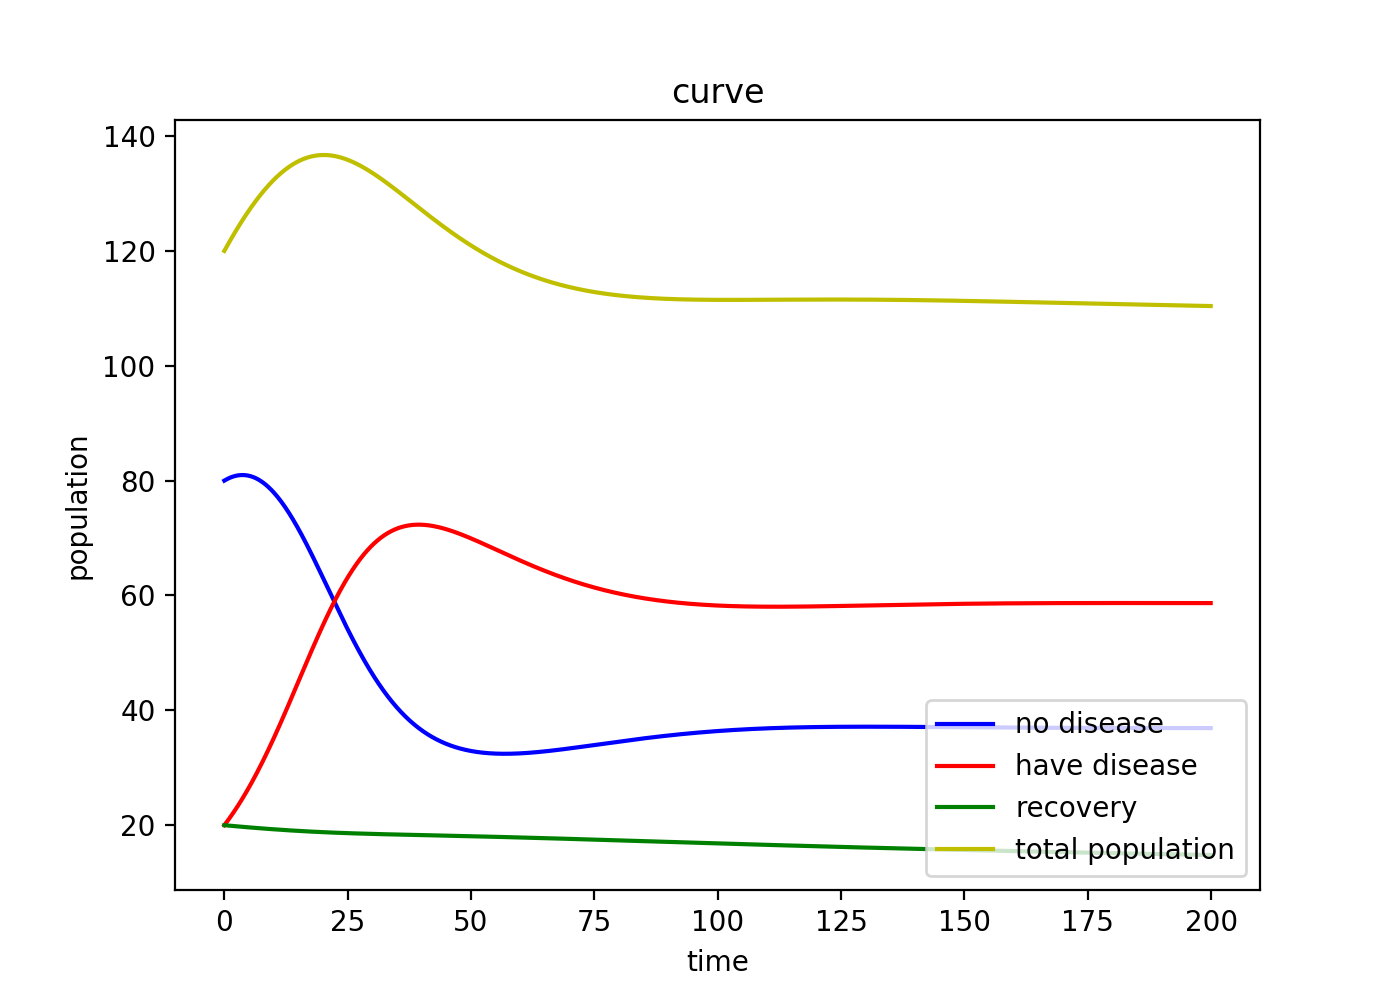 curve
140
120
100
80
60
40
20
population
0 25 50 75 100 125 150 175 200
time
no disease
have disease
recovery
total population